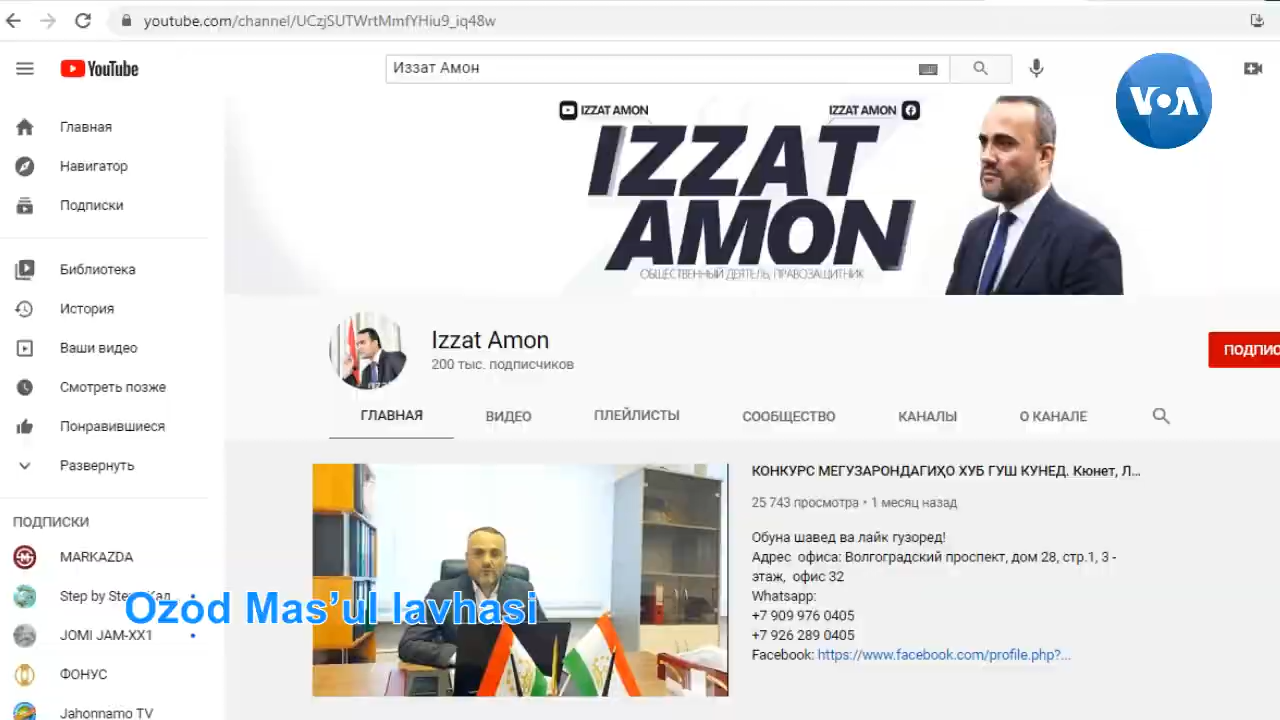 youtube.com/channel/UCzjSUTWrtMmfYHiu9_iq48w
YouTube
Иззат Амон
VOA
Главная
Навигатор
Подписки
Библиотека
История
Ваши видео
Смотреть позже
Понравившиеся
Развернуть
ПОДПИСКИ
MARKAZDA
Step by Step
JOMI JAM-XX1
ФОНУС
Jahonnamo TV
IZZAT AMON
IZZAT AMON
IZZAT
AMON
ОБЩЕСТВЕННЫЙ ДЕЯТЕЛЬ, ПРАВОЗАЩИТНИК
Izzat Amon
200 тыс. подписчиков
ПОДПИС
ГЛАВНАЯ
ВИДЕО
ПЛЕЙЛИСТЫ
СООБЩЕСТВО
КАНАЛЫ
О КАНАЛЕ
КОНКУРС МЕГУЗАРОНДАГИҲО ХУБ ГУШ КУНЕД. Кюнет, Л...
25 743 просмотра • 1 месяц назад
Обуна шавед ва лайк гузоред!
Адрес офиса: Волгоградский проспект, дом 28, стр.1, 3 -
этаж, офис 32
Whatsapp:
+7 909 976 0405
+7 926 289 0405
Facebook: https://www.facebook.com/profile.php?...
Ozod Mas’ul lavhasi